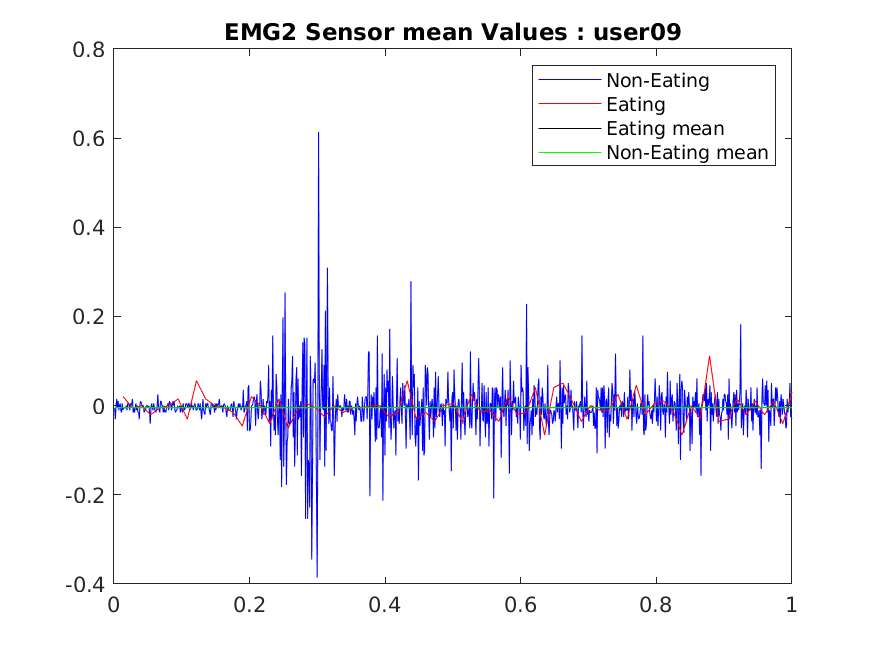 EMG2 Sensor mean Values : user09
0.8
0.6
0.4
0.2
0
-0.2
-0.4
0 0.2 0.4 0.6 0.8 1
Non-Eating
Eating
Eating mean
Non-Eating mean